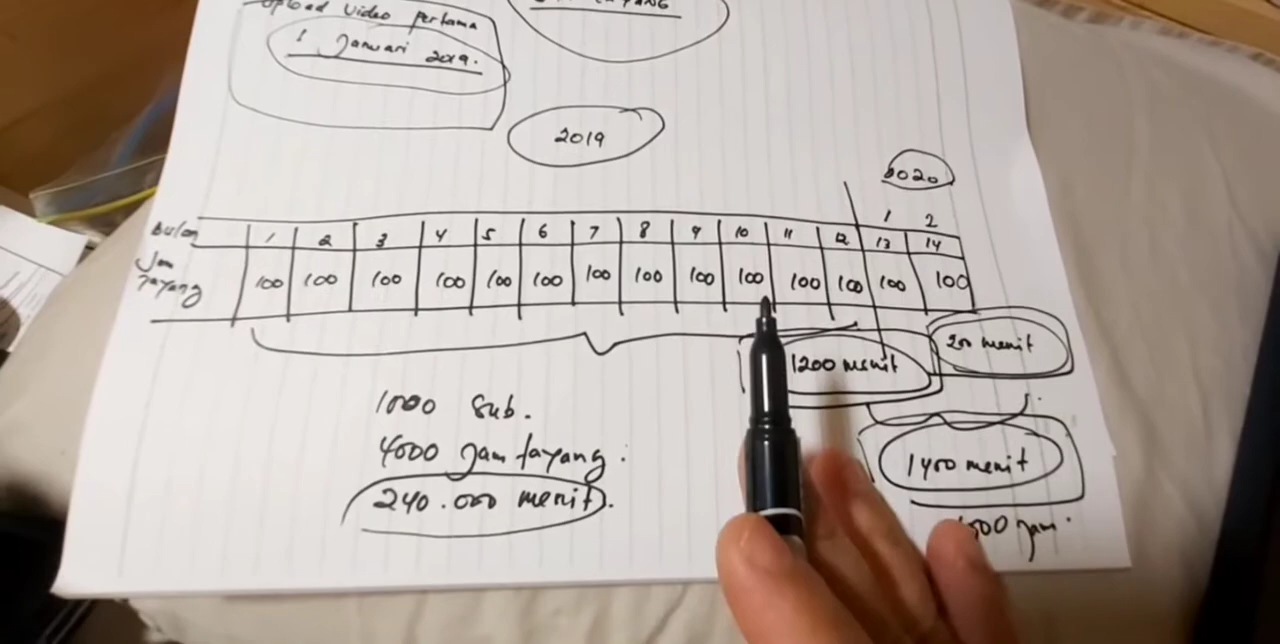 Upload Video pertama
1 Januari 2019.
2019
2020
1 2
Bulan 1 2 3 4 5 6 7 8 9 10 11 12 13 14
Jam Tayang 100 100 100 100 100 100 100 100 100 100 100 100 100 100
200 menit
1200 menit
1000 Sub.
4000 Jam tayang.
1400 menit
240.000 menit.
jam.